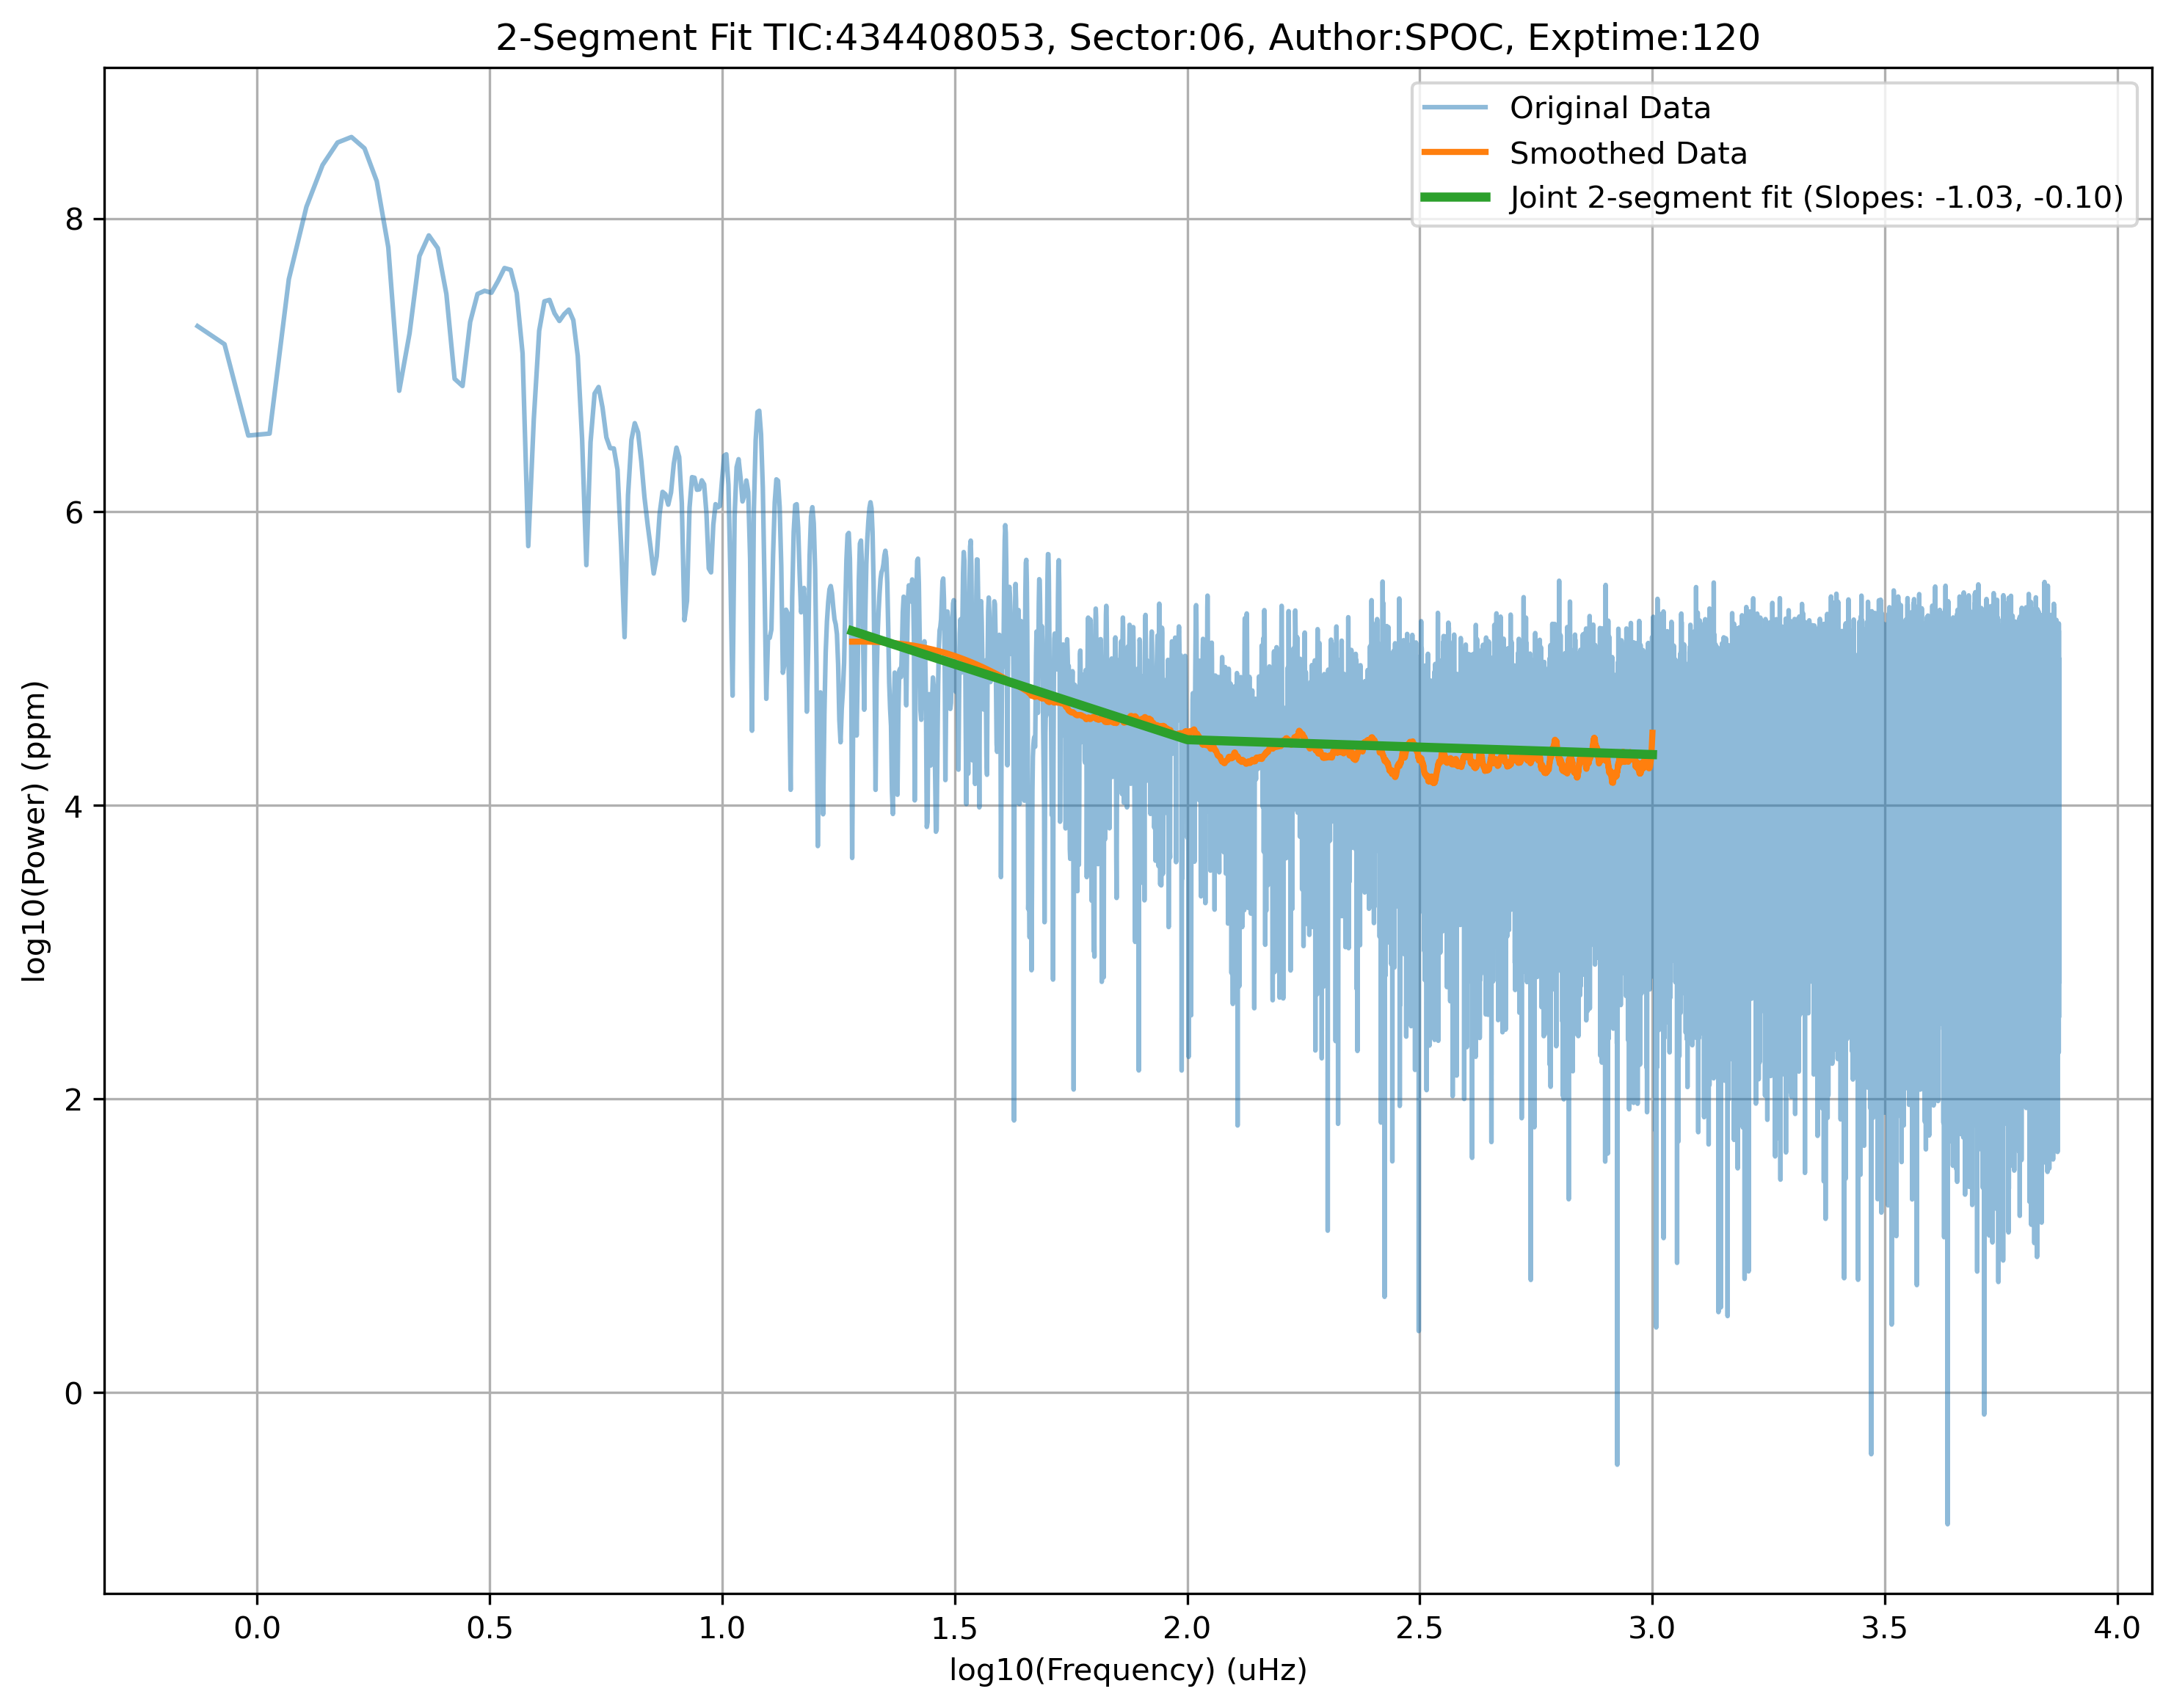 2-Segment Fit TIC:434408053, Sector:06, Author:SPOC, Exptime:120
Original Data
Smoothed Data
Joint 2-segment fit (Slopes: -1.03, -0.10)
log10(Power) (ppm)
8
6
4
2
0
0.0 0.5 1.0 1.5 2.0 2.5 3.0 3.5 4.0
log10(Frequency) (uHz)